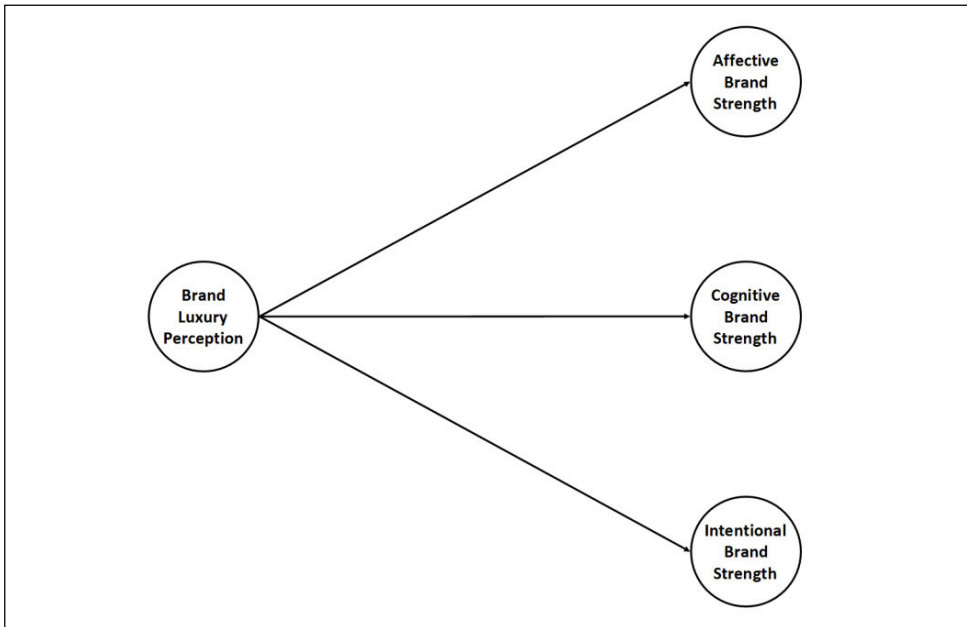 Affective
Brand
Strength
Brand
Luxury
Perception
Cognitive
Brand
Strength
Intentional
Brand
Strength